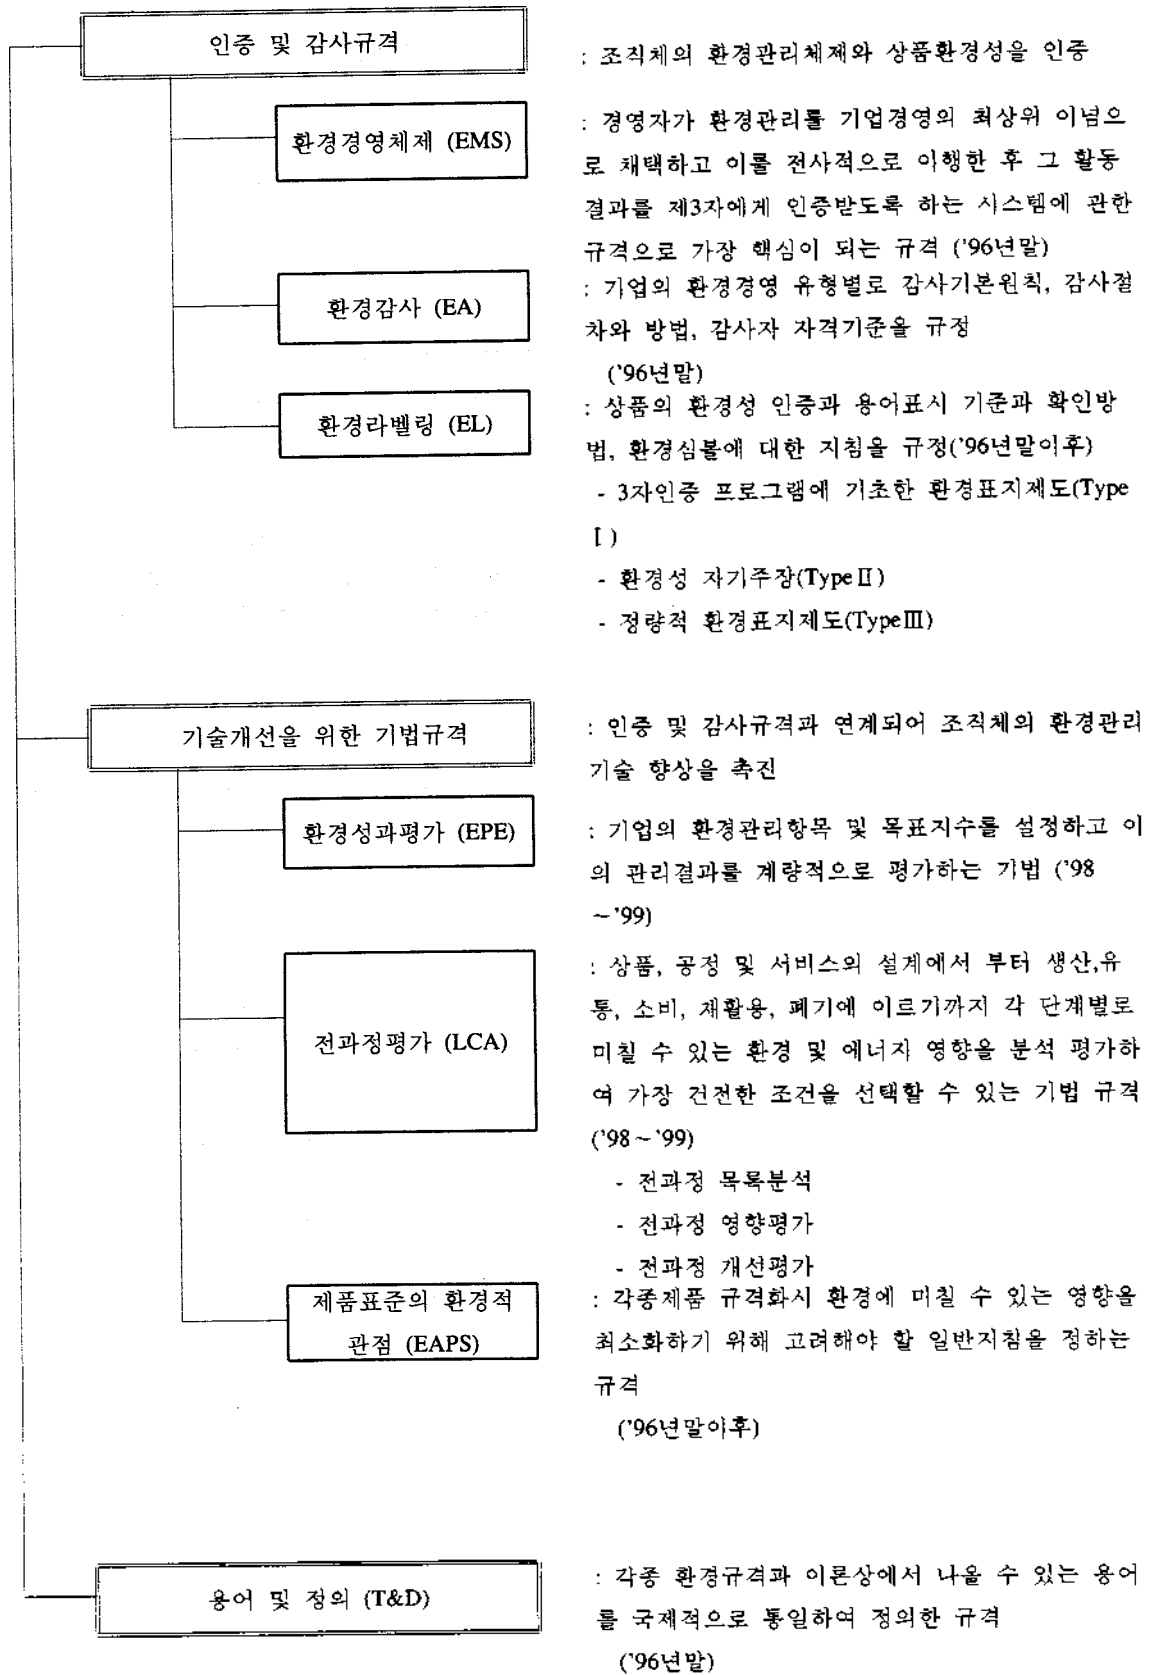 인증 및 감사규격
: 조직체의 환경관리체제와 상품환경성을 인증
환경경영체제 (EMS)
: 경영자가 환경관리를 기업경영의 최상위 이념으
로 채택하고 이를 전사적으로 이행한 후 그 활동
결과를 제3자에게 인증받도록 하는 시스템에 관한
규격으로 가장 핵심이 되는 규격 ('96년말)
환경감사 (EA)
: 기업의 환경경영 유형별로 감사기본원칙, 감사절
차와 방법, 감사자 자격기준을 규정
('96년말)
환경라벨링 (EL)
: 상품의 환경성 인증과 용어표시 기준과 확인방
법, 환경심볼에 대한 지침을 규정('96년말이후)
- 3자인증 프로그램에 기초한 환경표지제도(Type
Ⅰ)
- 환경성 자기주장(TypeⅡ)
- 정량적 환경표지제도(TypeⅢ)
기술개선을 위한 기법규격
: 인증 및 감사규격과 연계되어 조직체의 환경관리
기술 향상을 촉진
환경성과평가 (EPE)
: 기업의 환경관리항목 및 목표지수를 설정하고 이
의 관리결과를 계량적으로 평가하는 기법 ('98
~'99)
전과정평가 (LCA)
: 상품, 공정 및 서비스의 설계에서 부터 생산,유
통, 소비, 재활용, 폐기에 이르기까지 각 단계별로
미칠 수 있는 환경 및 에너지 영향을 분석 평가하
여 가장 건전한 조건을 선택할 수 있는 기법 규격
('98~'99)
- 전과정 목록분석
- 전과정 영향평가
- 전과정 개선평가
제품표준의 환경적
관점 (EAPS)
: 각종제품 규격화시 환경에 미칠 수 있는 영향을
최소화하기 위해 고려해야 할 일반지침을 정하는
규격
('96년말이후)
용어 및 정의 (T&D)
: 각종 환경규격과 이론상에서 나올 수 있는 용어
를 국제적으로 통일하여 정의한 규격
('96년말)